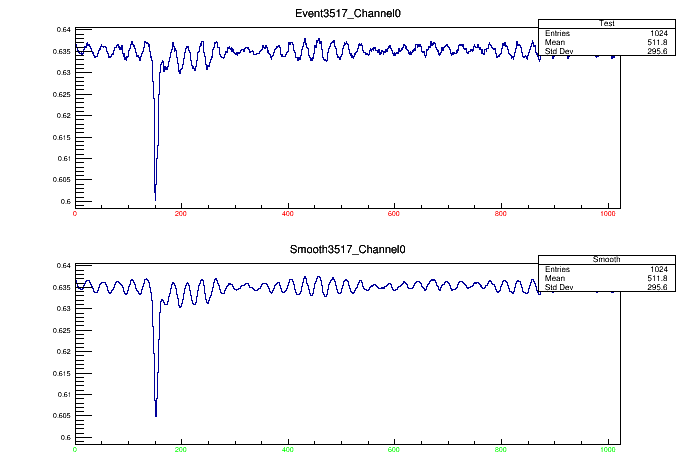 Event3517_Channel0
Test
Entries 1024
Mean 511.8
Std Dev 295.6
0.64
0.635
0.63
0.625
0.62
0.615
0.61
0.605
0.6
0 200 400 600 800 1000
Smooth3517_Channel0
Smooth
Entries 1024
Mean 511.8
Std Dev 295.6
0.64
0.635
0.63
0.625
0.62
0.615
0.61
0.605
0.6
0 200 400 600 800 1000